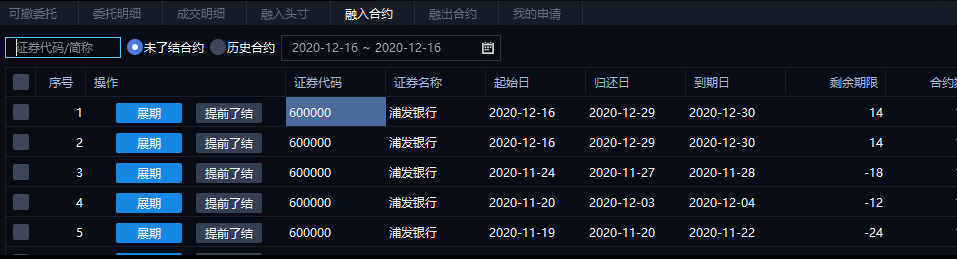 可撤委托 委托明细 成交明细 融入头寸 融入合约 融出合约 我的申请
证券代码/简称 未了结合约 历史合约 2020-12-16 ~ 2020-12-16
序号 操作 证券代码 证券名称 起始日 归还日 到期日 剩余期限 合约
1 展期 提前了结 600000 浦发银行 2020-12-16 2020-12-29 2020-12-30 14
2 展期 提前了结 600000 浦发银行 2020-12-16 2020-12-29 2020-12-30 14
3 展期 提前了结 600000 浦发银行 2020-11-24 2020-11-27 2020-11-28 -18
4 展期 提前了结 600000 浦发银行 2020-11-20 2020-12-03 2020-12-04 -12
5 展期 提前了结 600000 浦发银行 2020-11-19 2020-11-20 2020-11-22 -24